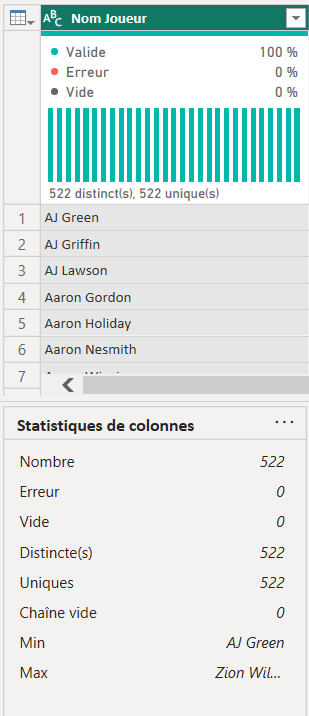 ABC Nom Joueur
Valide 100 %
Erreur 0 %
Vide 0 %
522 distinct(s), 522 unique(s)
1 AJ Green
2 AJ Griffin
3 AJ Lawson
4 Aaron Gordon
5 Aaron Holiday
6 Aaron Nesmith
7 Aaron
Statistiques de colonnes ...
Nombre 522
Erreur 0
Vide 0
Distincte(s) 522
Uniques 522
Chaîne vide 0
Min AJ Green
Max Zion Wil...